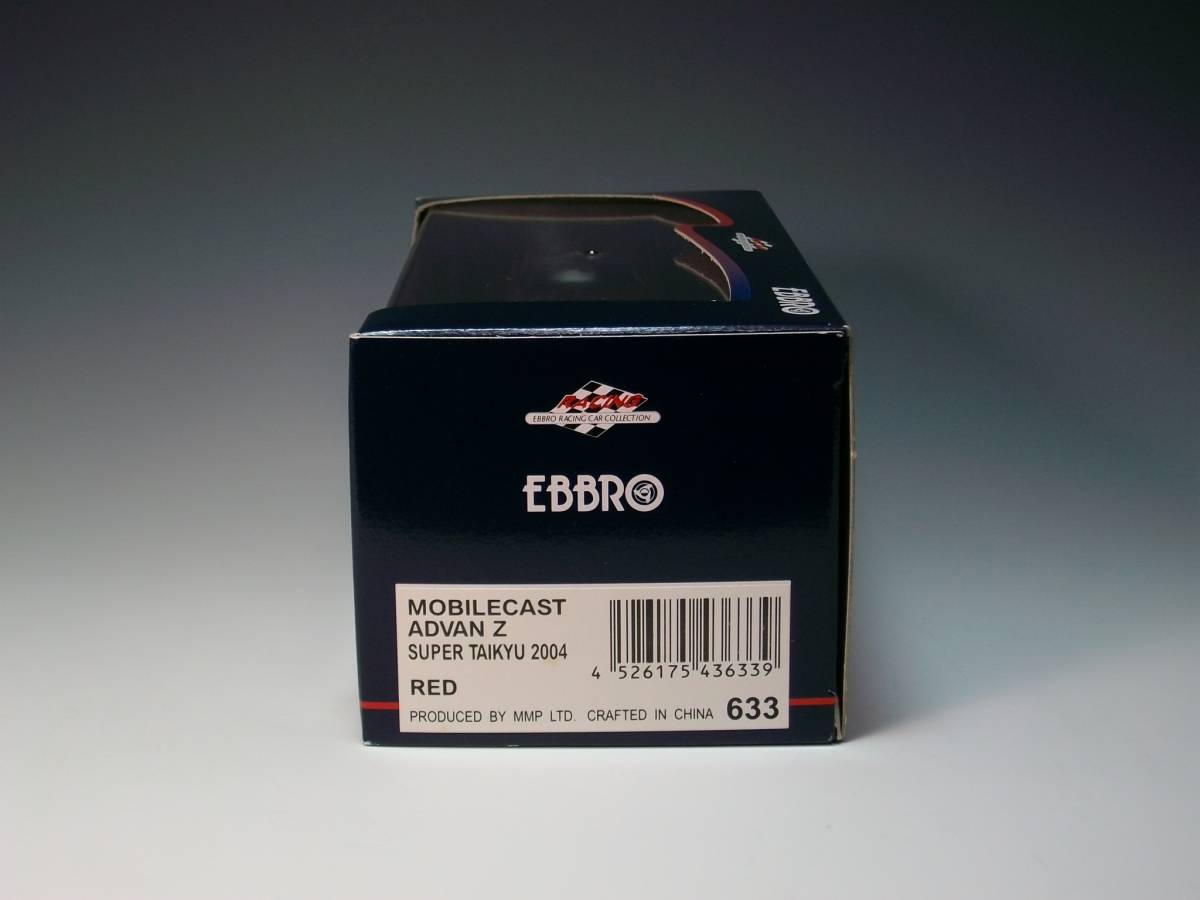 EBBRO
RACING
EBBRO RACING CAR COLLECTION
EBBRO
MOBILECAST
ADVAN Z
SUPER TAIKYU 2004
RED
4 526175 436339
PRODUCED BY MMP LTD. CRAFTED IN CHINA 633